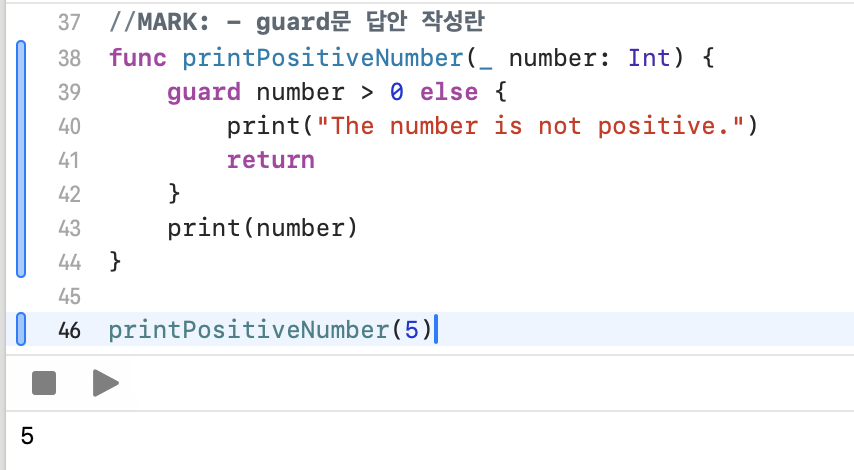 37 //MARK: - guard문 답안 작성란
38 func printPositiveNumber(_ number: Int) {
39     guard number > 0 else {
40         print("The number is not positive.")
41         return
42     }
43     print(number)
44 }
45
46 printPositiveNumber(5)
5